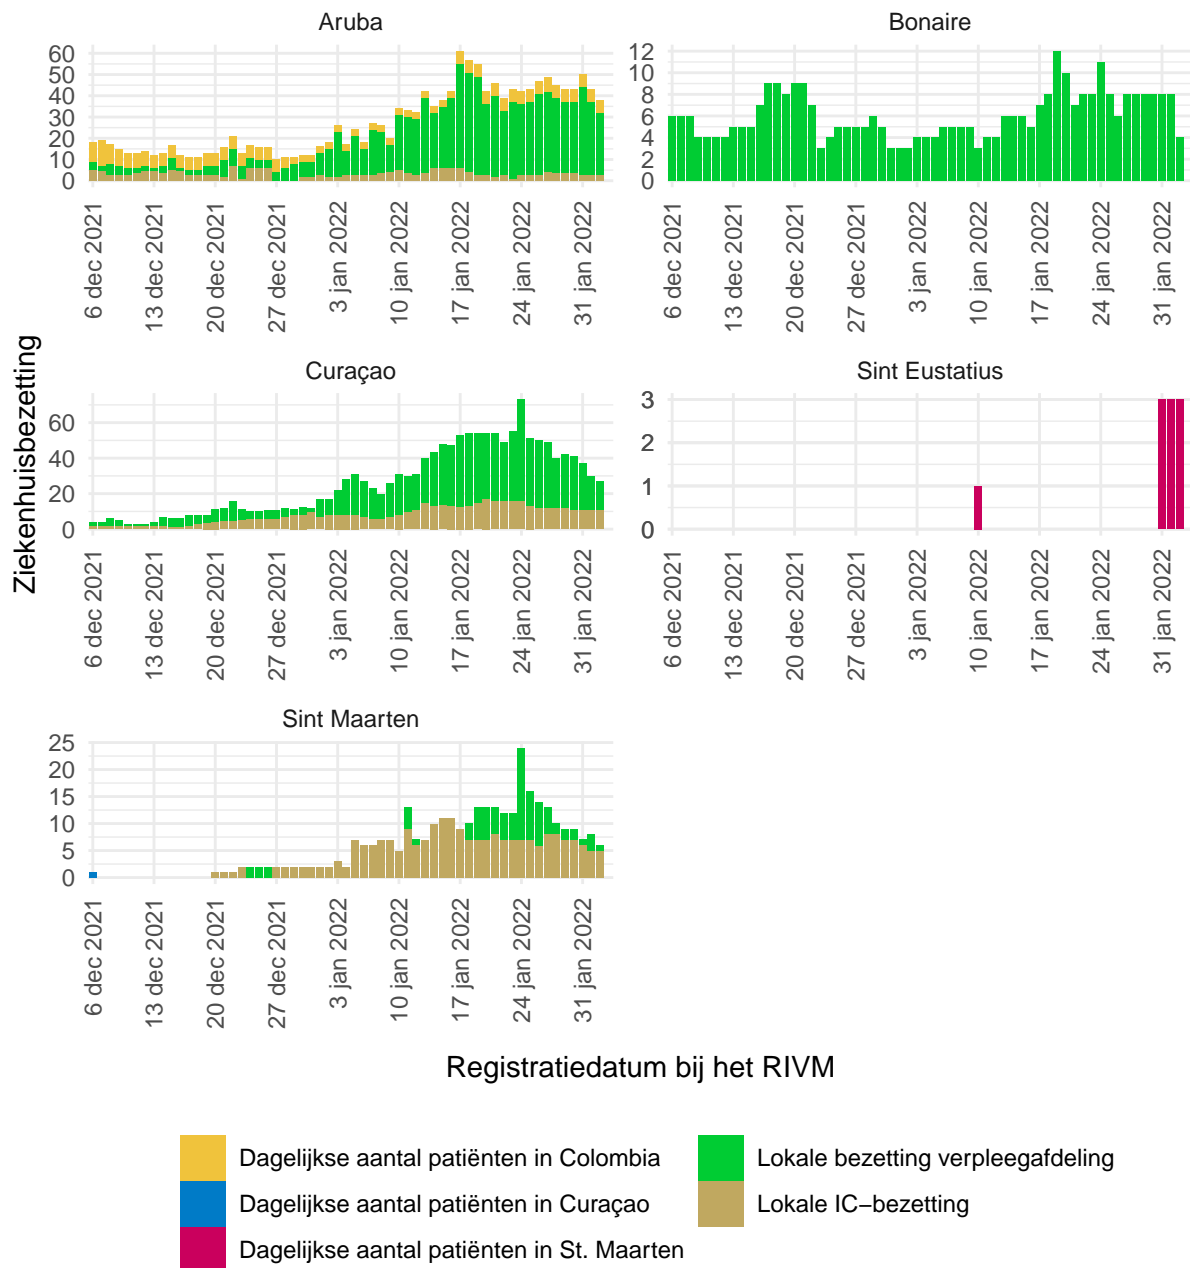 Aruba
60
50
40
30
20
10
0
6 dec 2021
13 dec 2021
20 dec 2021
27 dec 2021
3 jan 2022
10 jan 2022
17 jan 2022
24 jan 2022
31 jan 2022
Bonaire
12
10
8
6
4
2
0
6 dec 2021
13 dec 2021
20 dec 2021
27 dec 2021
3 jan 2022
10 jan 2022
17 jan 2022
24 jan 2022
31 jan 2022
Ziekenhuisbezetting
Curaçao
60
40
20
0
6 dec 2021
13 dec 2021
20 dec 2021
27 dec 2021
3 jan 2022
10 jan 2022
17 jan 2022
24 jan 2022
31 jan 2022
Sint Eustatius
3
2
1
0
6 dec 2021
13 dec 2021
20 dec 2021
27 dec 2021
3 jan 2022
10 jan 2022
17 jan 2022
24 jan 2022
31 jan 2022
Sint Maarten
25
20
15
10
5
0
6 dec 2021
13 dec 2021
20 dec 2021
27 dec 2021
3 jan 2022
10 jan 2022
17 jan 2022
24 jan 2022
31 jan 2022
Registratiedatum bij het RIVM
Dagelijkse aantal patiënten in Colombia
Dagelijkse aantal patiënten in Curaçao
Dagelijkse aantal patiënten in St. Maarten
Lokale bezetting verpleegafdeling
Lokale IC−bezetting